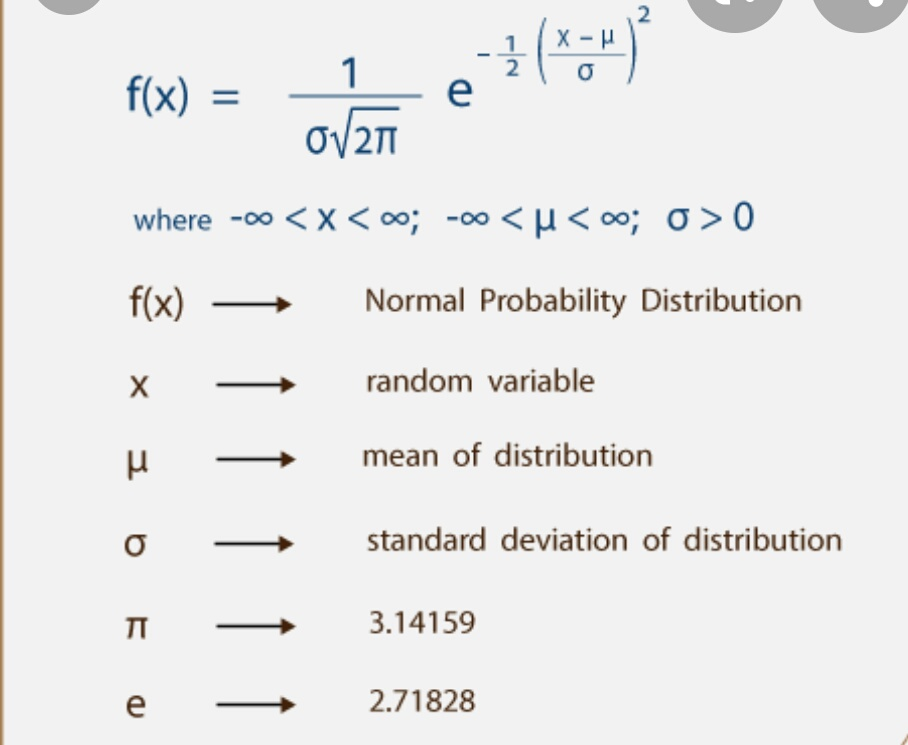 f(x) = 1/(σ√2π) e^(-1/2 ((x – μ)/σ)^2)
where -∞ < x < ∞; -∞ < μ < ∞; σ > 0
f(x) → Normal Probability Distribution
x → random variable
μ → mean of distribution
σ → standard deviation of distribution
π → 3.14159
e → 2.71828